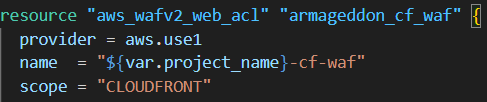 resource "aws_wafv2_web_acl" "armageddon_cf_waf" {
  provider = aws.use1
  name  = "${var.project_name}-cf-waf"
  scope = "CLOUDFRONT"